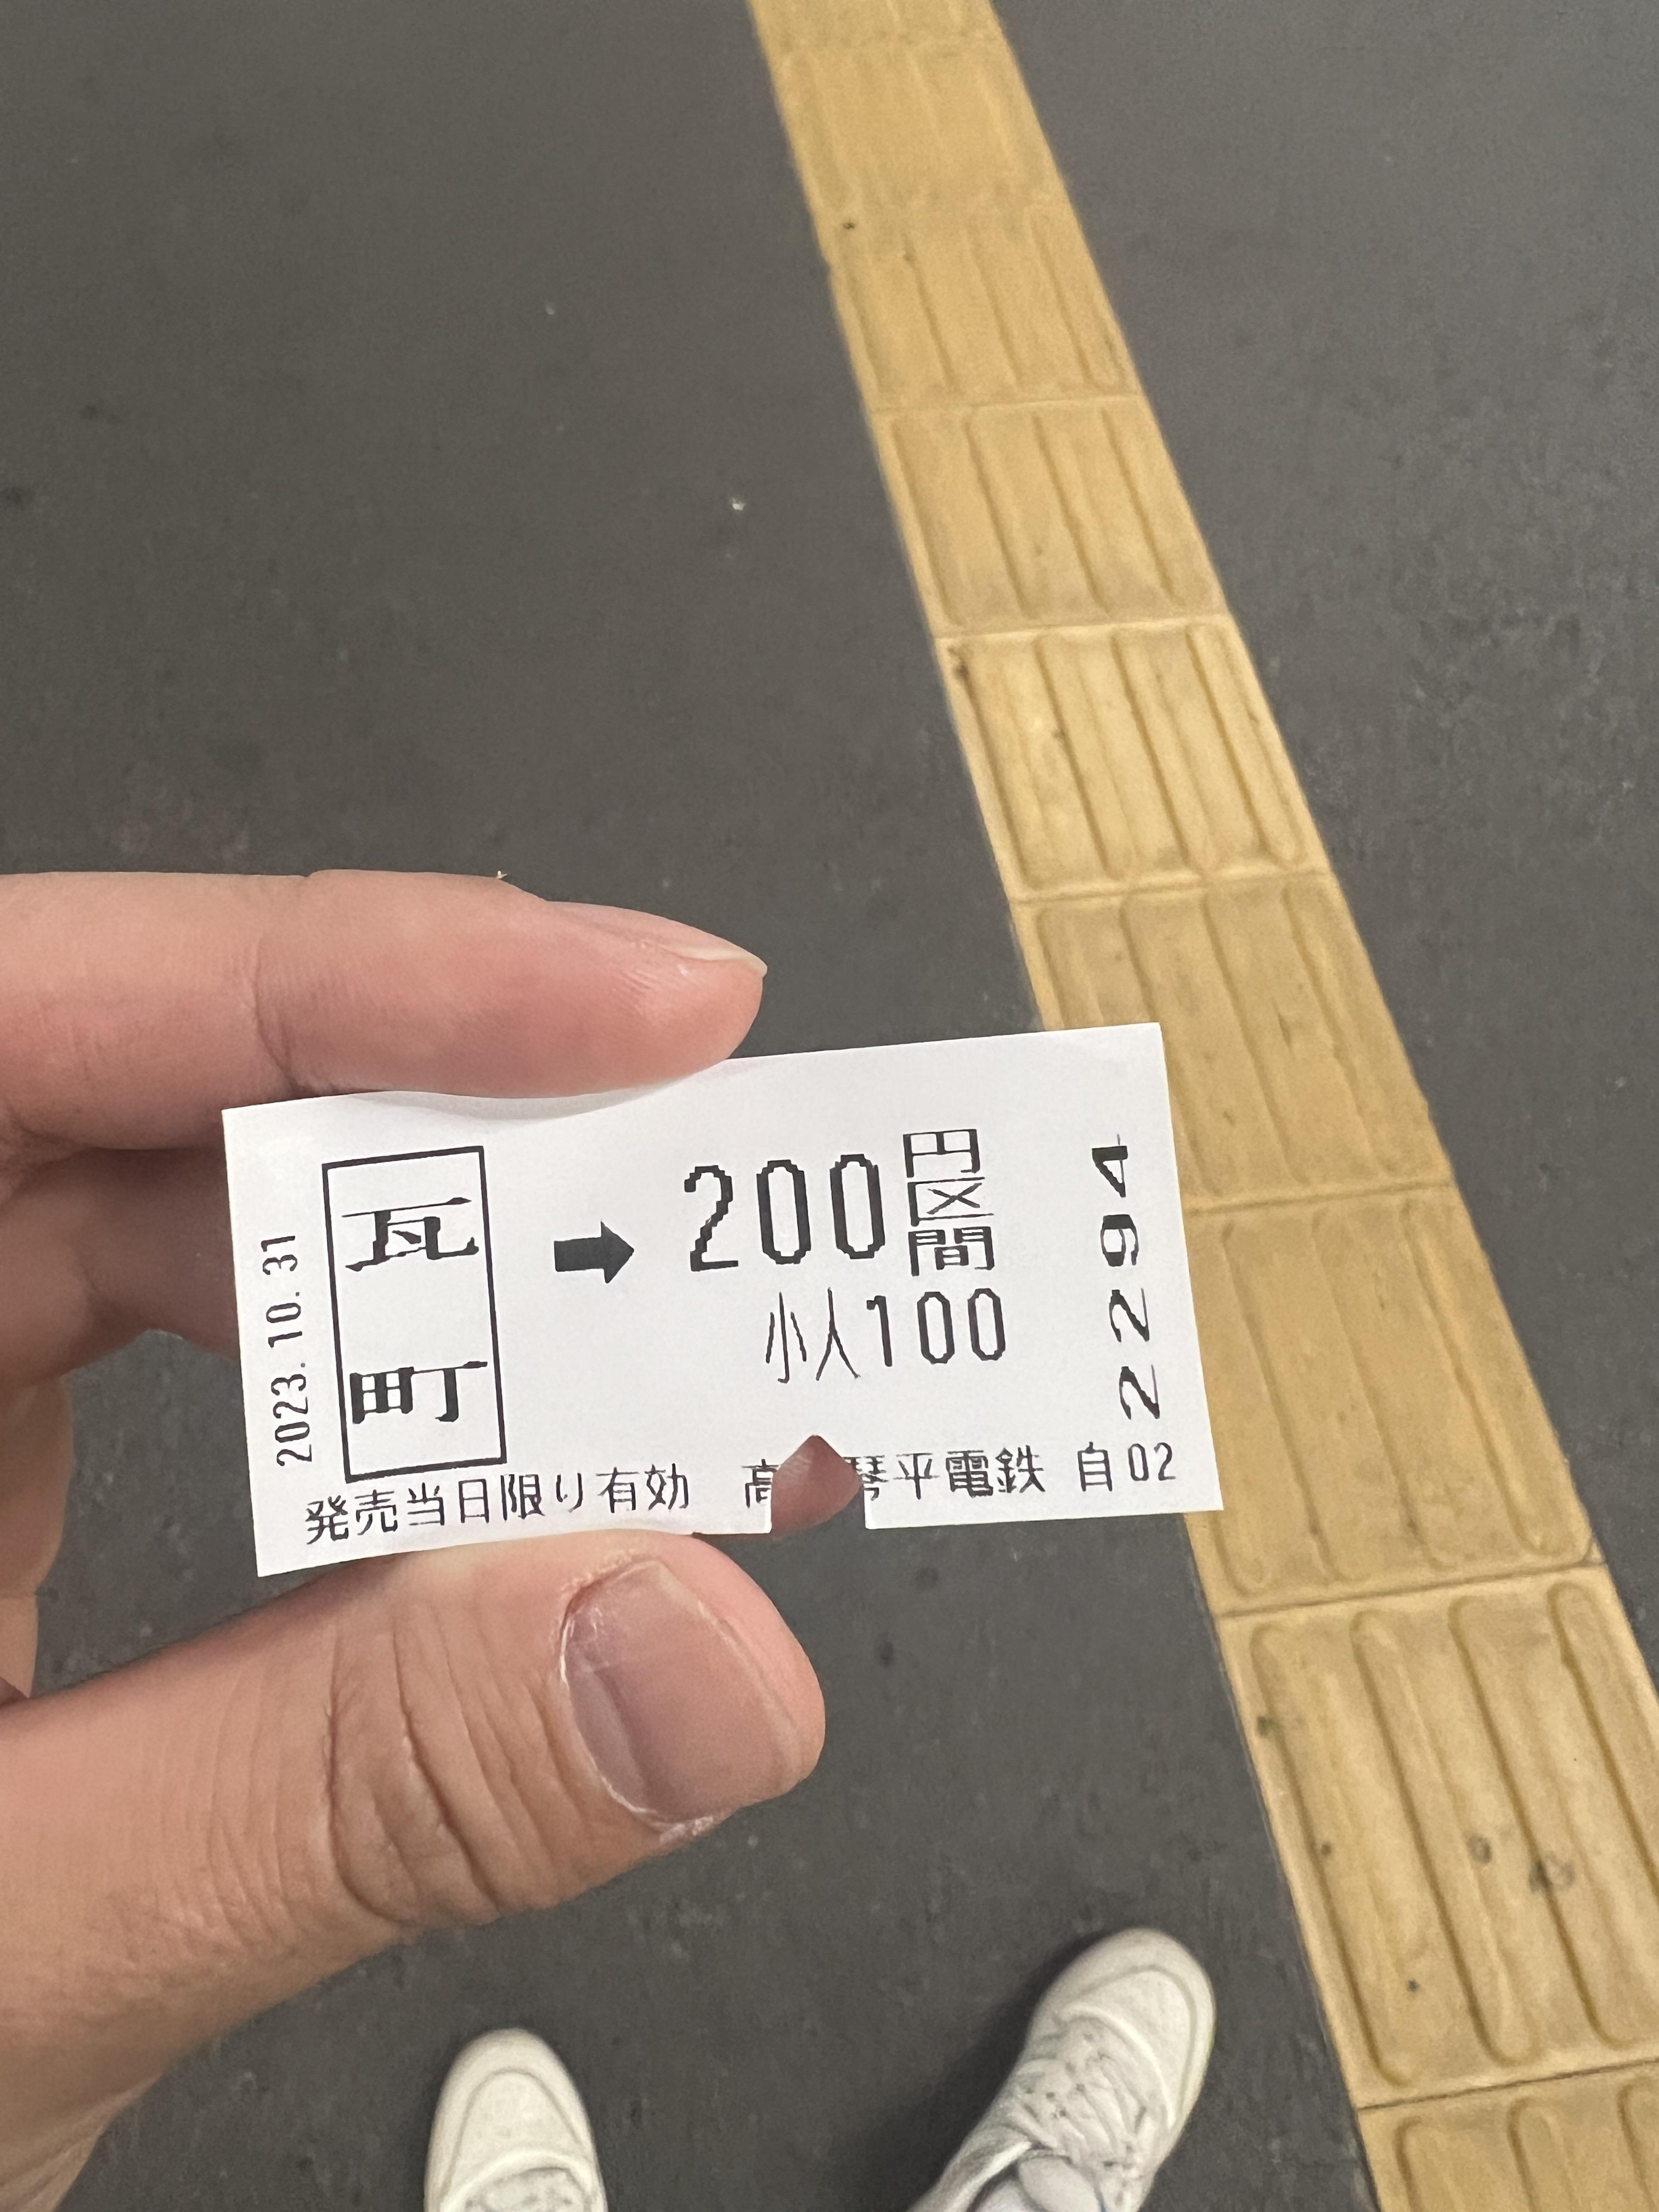 2023.10.31
瓦町
➡ 200円区間
小人100
2294
発売当日限り有効 高 琴平電鉄 自02